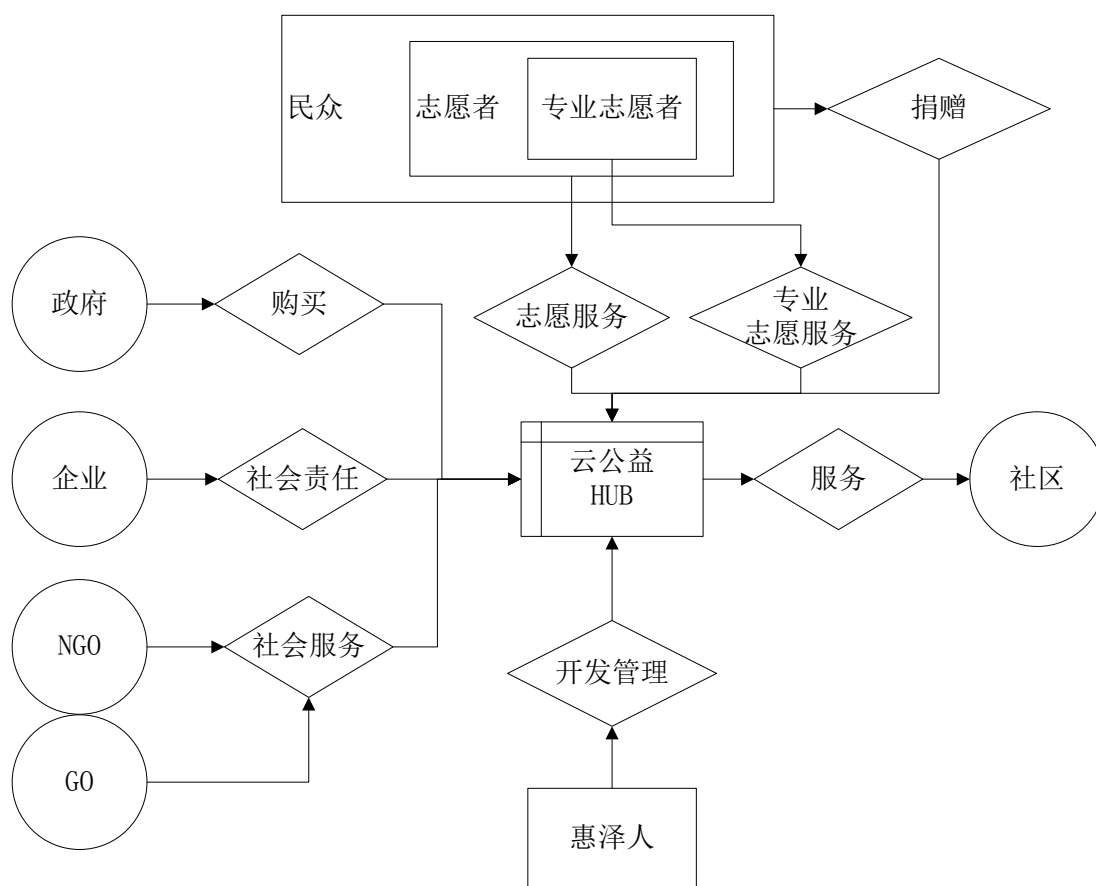 民众
志愿者
专业志愿者
捐赠
政府
购买
志愿服务
专业
志愿服务
企业
社会责任
云公益
HUB
服务
社区
NGO
社会服务
开发管理
GO
惠泽人